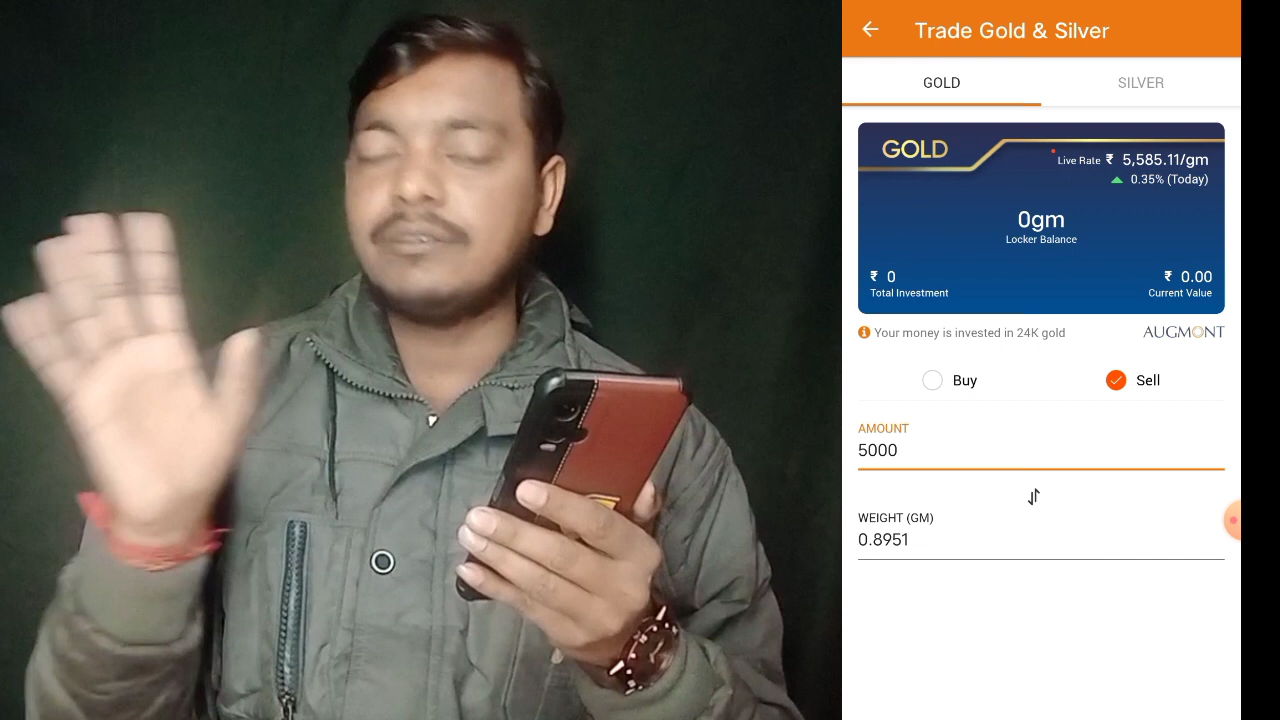 Trade Gold & Silver
GOLD
SILVER
GOLD
Live Rate ₹ 5,585.11/gm
0.35% (Today)
0gm
Locker Balance
₹ 0
₹ 0.00
Total Investment
Current Value
Your money is invested in 24K gold
AUGMONT
Buy
Sell
AMOUNT
5000
WEIGHT (GM)
0.8951